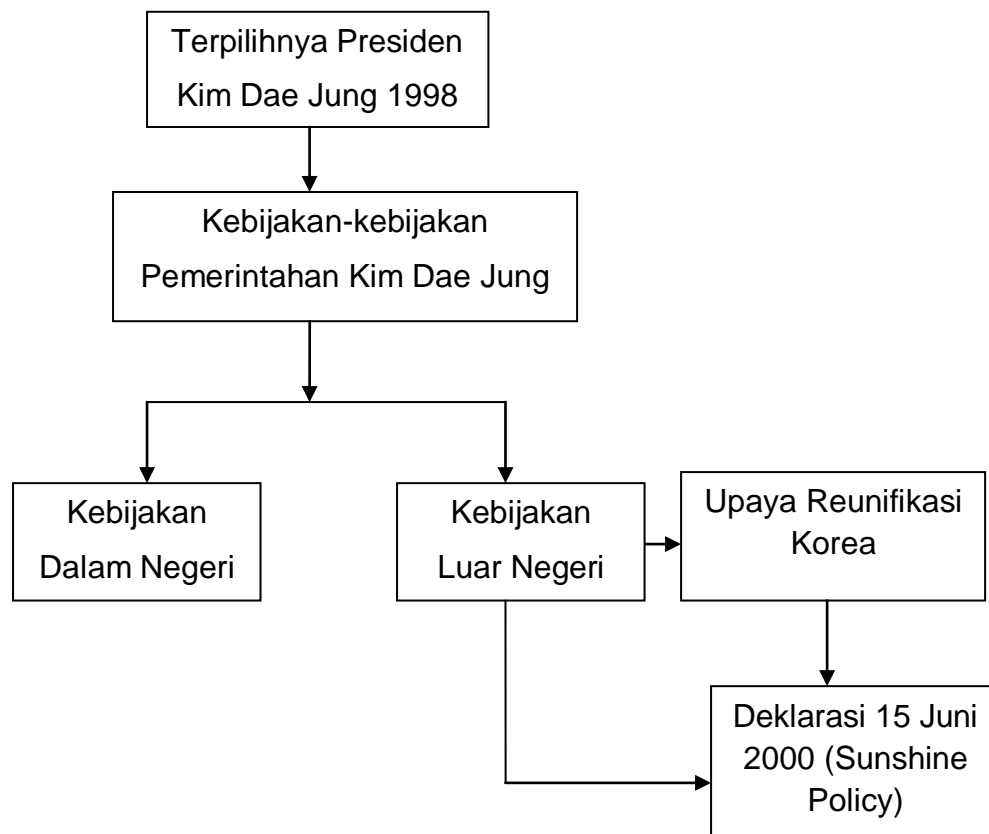 Terpilihnya Presiden
Kim Dae Jung 1998
Kebijakan-kebijakan
Pemerintahan Kim Dae Jung
Kebijakan
Dalam Negeri
Kebijakan
Luar Negeri
Upaya Reunifikasi
Korea
Deklarasi 15 Juni
2000 (Sunshine
Policy)